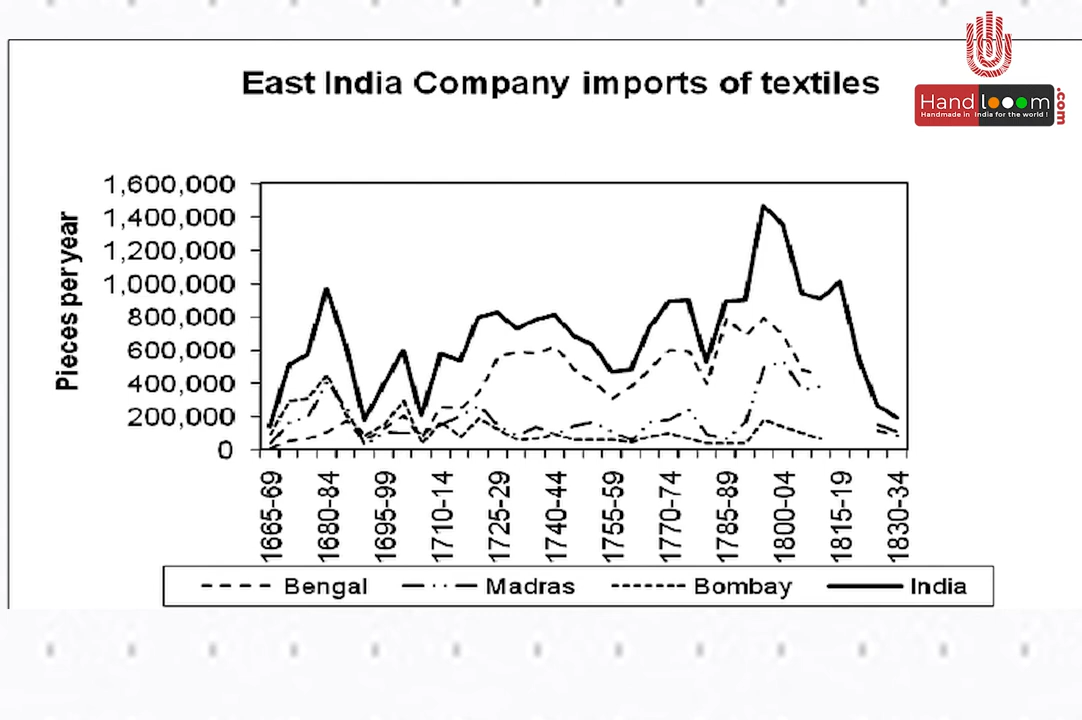 East India Company imports of textiles
Hand loom
.com
Handmade In India for the world !
Pieces per year
1,600,000
1,400,000
1,200,000
1,000,000
800,000
600,000
400,000
200,000
0
1665-69
1680-84
1695-99
1710-14
1725-29
1740-44
1755-59
1770-74
1785-89
1800-04
1815-19
1830-34
Bengal
Madras
Bombay
India